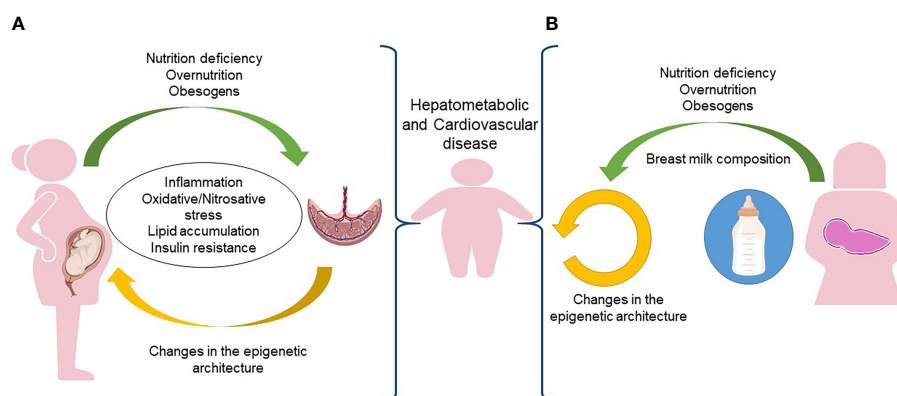 A
Nutrition deficiency
Overnutrition
Obesogens
Inflammation
Oxidative/Nitrosative
stress
Lipid accumulation
Insulin resistance
Changes in the epigenetic
architecture
Hepatometabolic
and Cardiovascular
disease
B
Nutrition deficiency
Overnutrition
Obesogens
Breast milk composition
Changes in the
epigenetic architecture